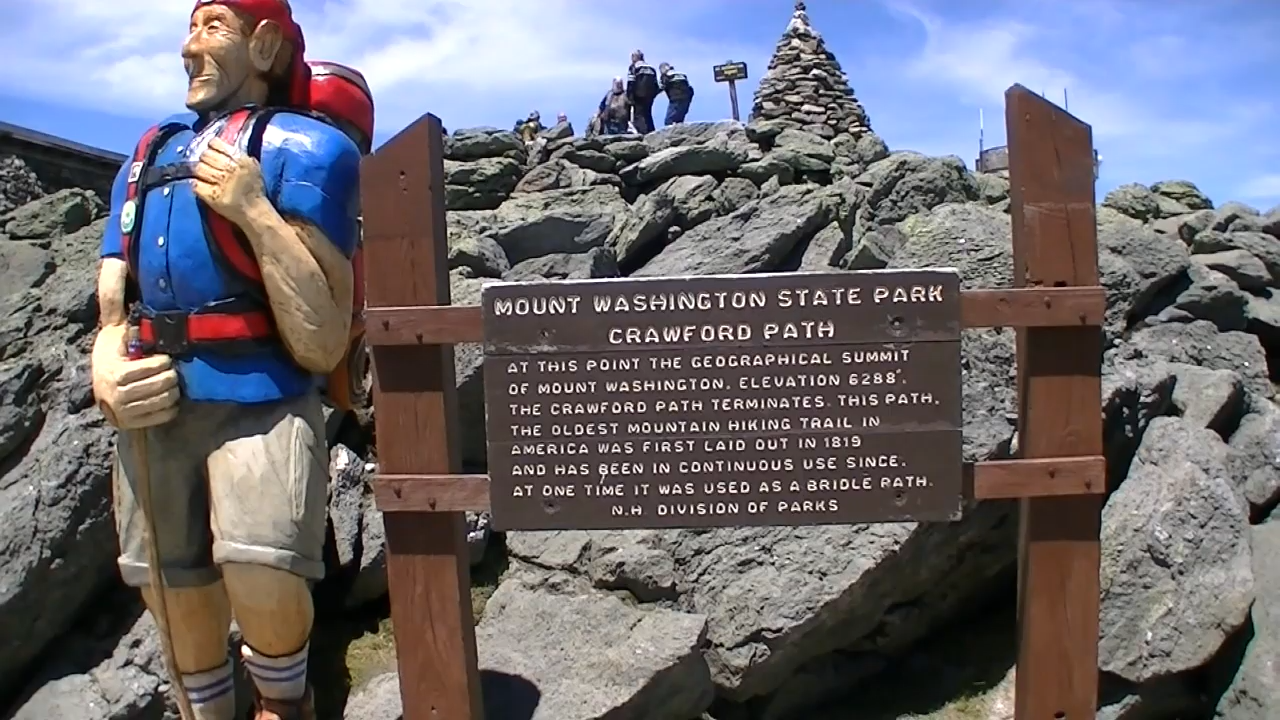 MOUNT WASHINGTON STATE PARK
CRAWFORD PATH
AT THIS POINT THE GEOGRAPHICAL SUMMIT
OF MOUNT WASHINGTON, ELEVATION 6288'.
THE CRAWFORD PATH TERMINATES. THIS PATH,
THE OLDEST MOUNTAIN HIKING TRAIL IN
AMERICA WAS FIRST LAID OUT IN 1819
AND HAS BEEN IN CONTINUOUS USE SINCE.
AT ONE TIME IT WAS USED AS A BRIDLE PATH.
N.H. DIVISION OF PARKS